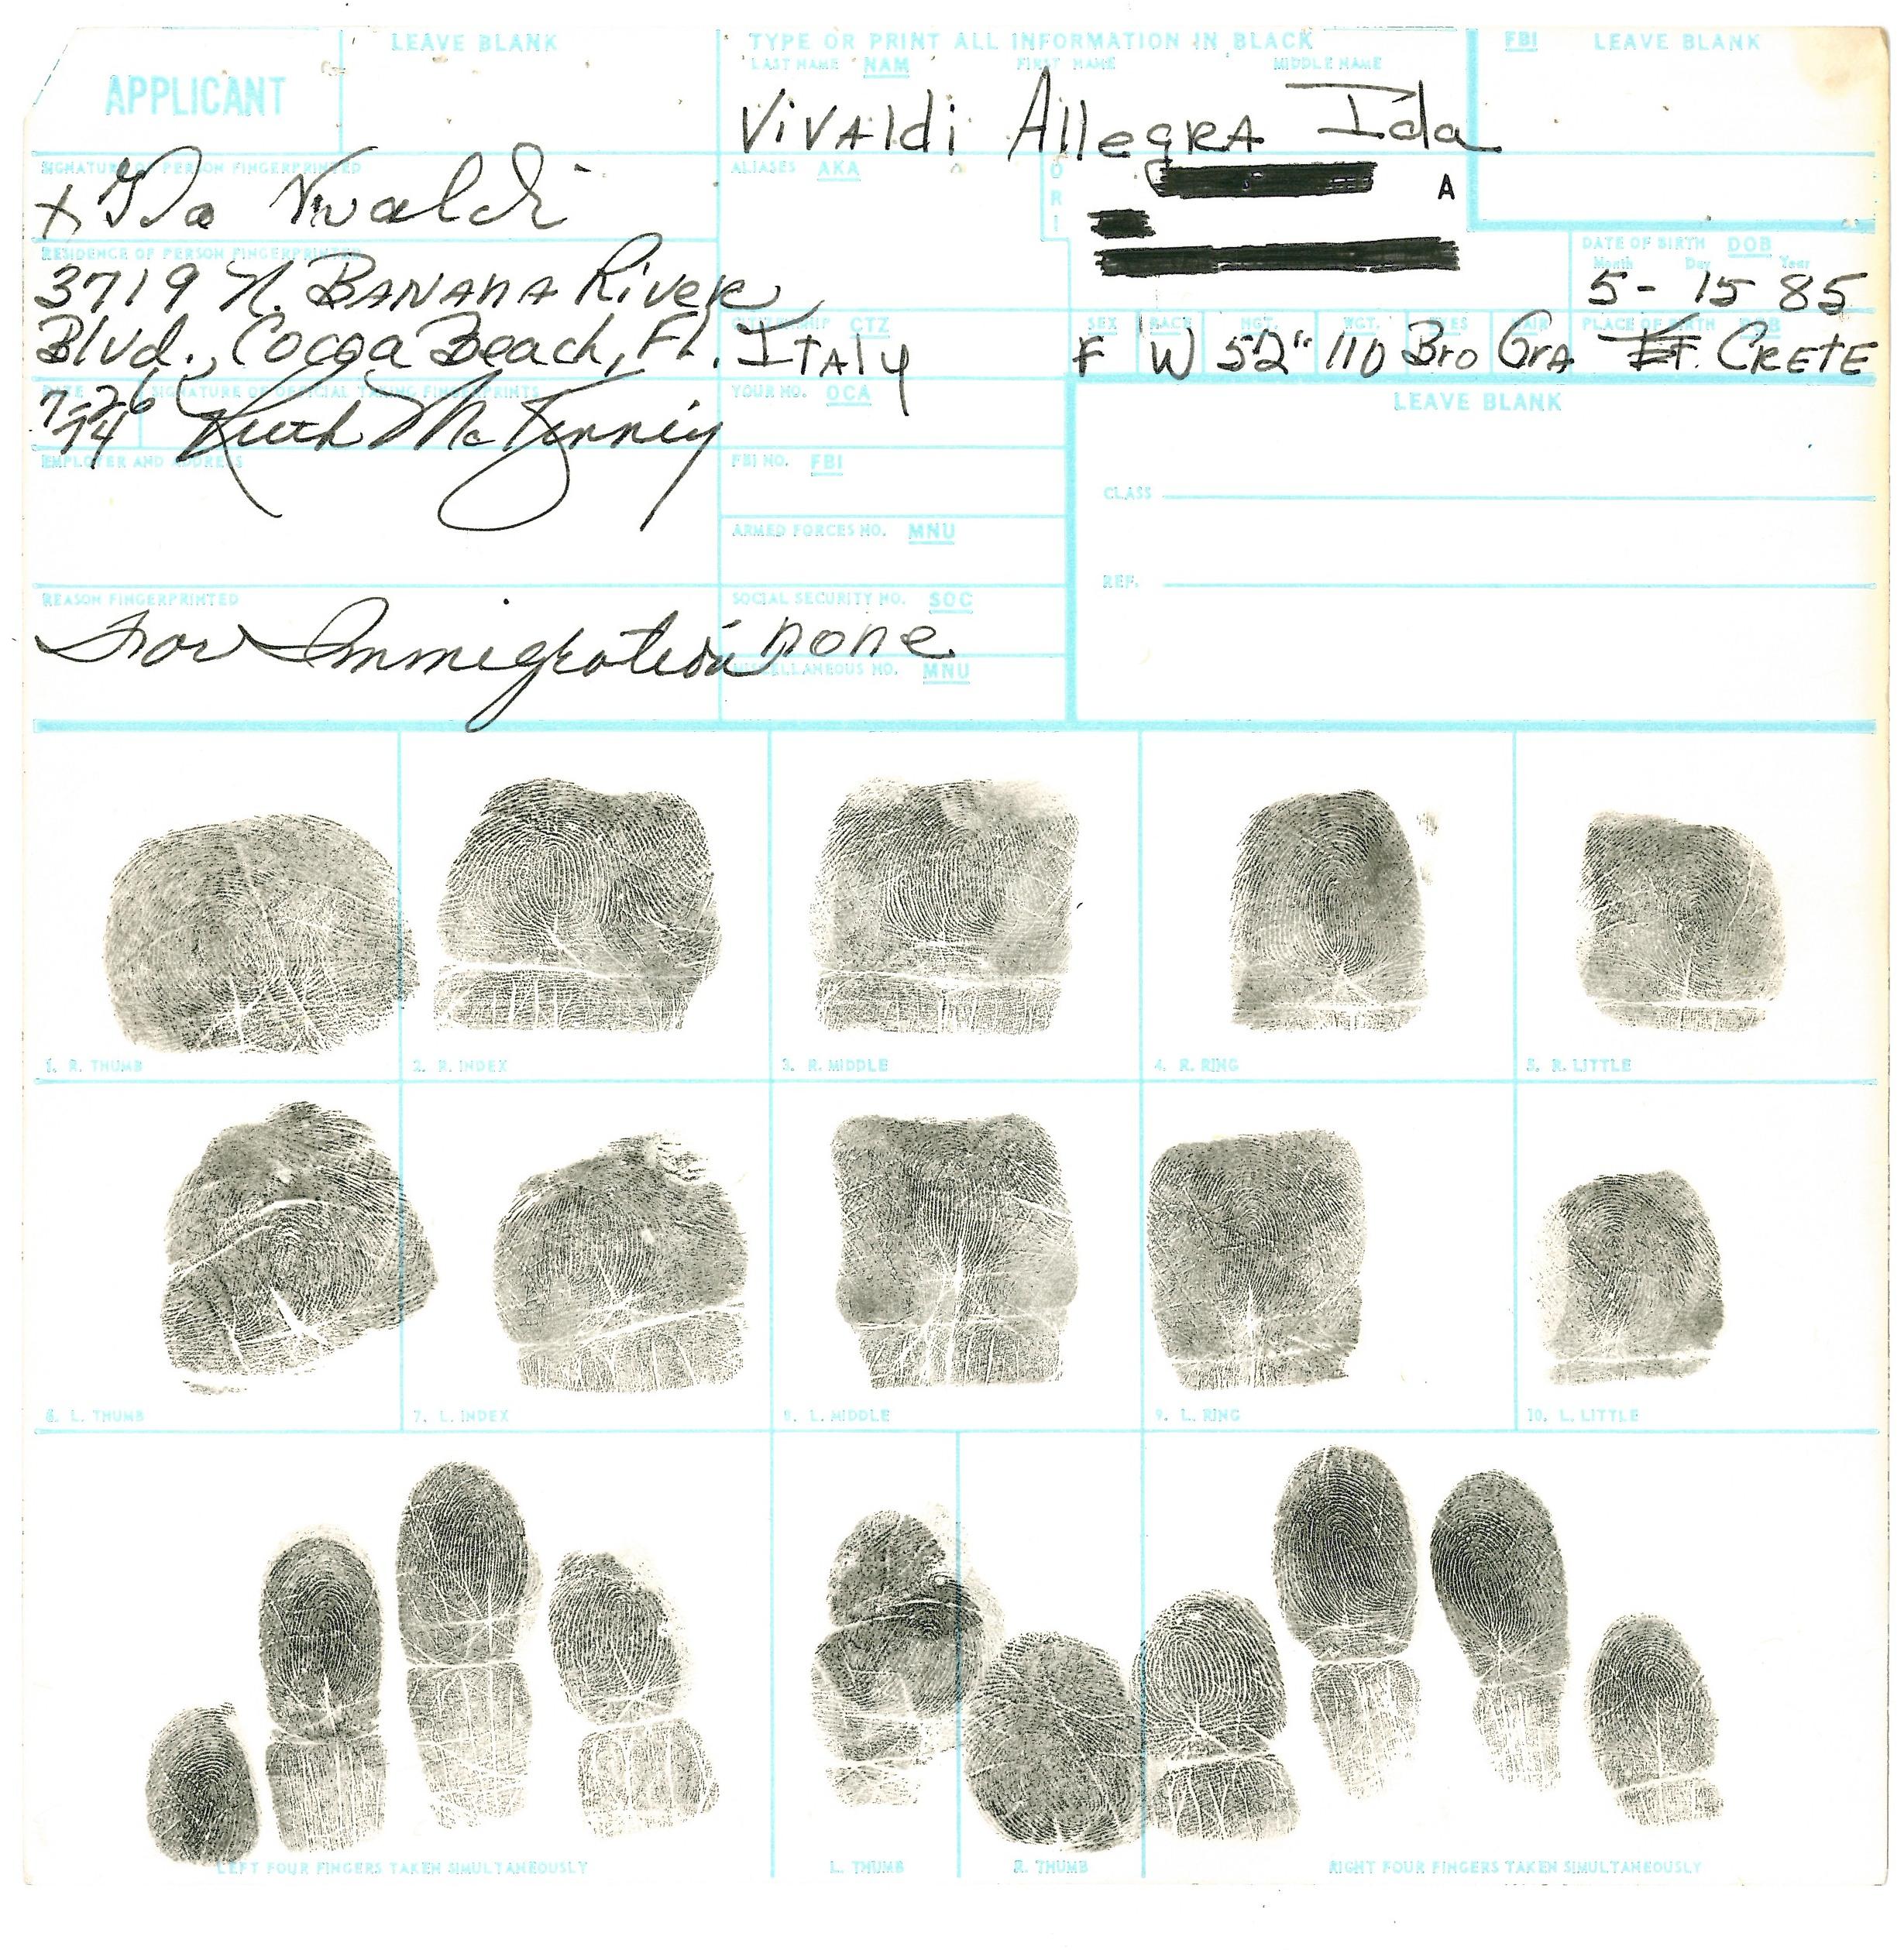 LEAVE BLANK
TYPE OR PRINT ALL INFORMATION IN BLACK
FBI LEAVE BLANK
APPLICANT
LAST NAME NAM FIRST NAME MIDDLE NAME
Vivaldi Allegra Ida
SIGNATURE OF PERSON FINGERPRINTED
ALIASES AKA
ORI
x Ida Vivaldi
A
RESIDENCE OF PERSON FINGERPRINTED
DATE OF BIRTH DOB
Month Day Year
3719 N. Banana River
5- 15 85
Blvd., Cocoa Beach, Fl.
CITIZENSHIP CTZ
SEX RACE HGT. WGT. EYES HAIR PLACE OF BIRTH POB
Italy
F W 5'2" 110 Bro Gra CRETE
DATE SIGNATURE OF OFFICIAL TAKING FINGERPRINTS
YOUR NO. OCA
LEAVE BLANK
7-26
74 Ruth McKinney
EMPLOYER AND ADDRESS
FBI NO. FBI
CLASS
ARMED FORCES NO. MNU
REF.
REASON FINGERPRINTED
SOCIAL SECURITY NO. SOC
For Immigration
none
MISCELLANEOUS NO. MNU
1. R. THUMB
2. R. INDEX
3. R. MIDDLE
4. R. RING
5. R. LITTLE
6. L. THUMB
7. L. INDEX
8. L. MIDDLE
9. L. RING
10. L. LITTLE
LEFT FOUR FINGERS TAKEN SIMULTANEOUSLY
L. THUMB
R. THUMB
RIGHT FOUR FINGERS TAKEN SIMULTANEOUSLY